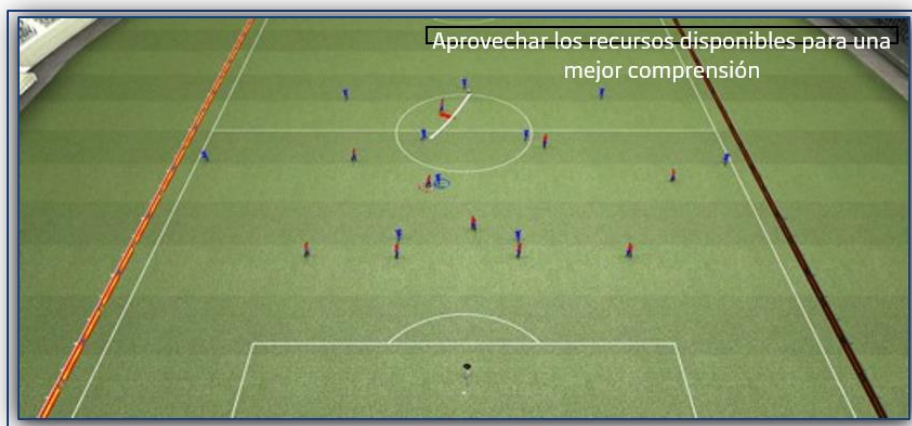 Aprovechar los recursos disponibles para una
mejor comprensión